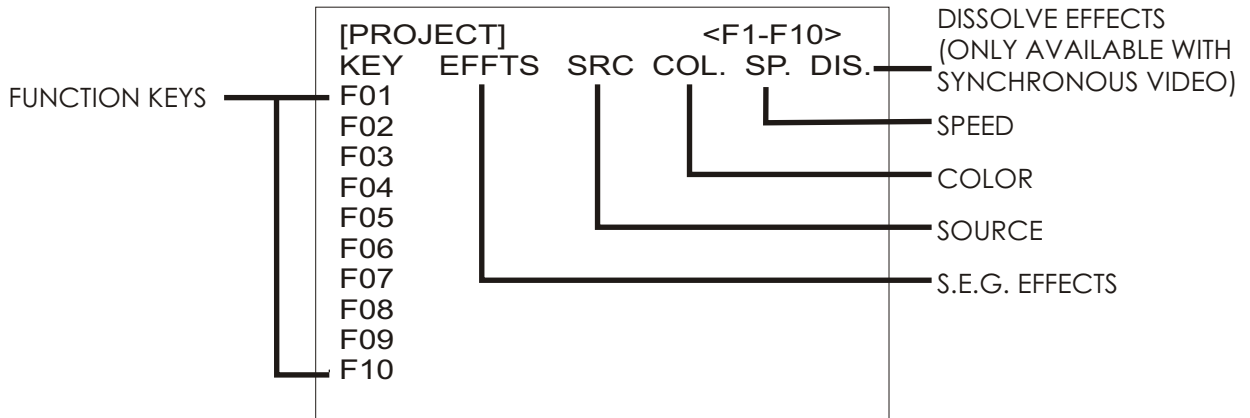 [PROJECT] <F1-F10>
KEY EFFTS SRC COL. SP. DIS.
F01
F02
F03
F04
F05
F06
F07
F08
F09
F10
FUNCTION KEYS
DISSOLVE EFFECTS
(ONLY AVAILABLE WITH
SYNCHRONOUS VIDEO)
SPEED
COLOR
SOURCE
S.E.G. EFFECTS